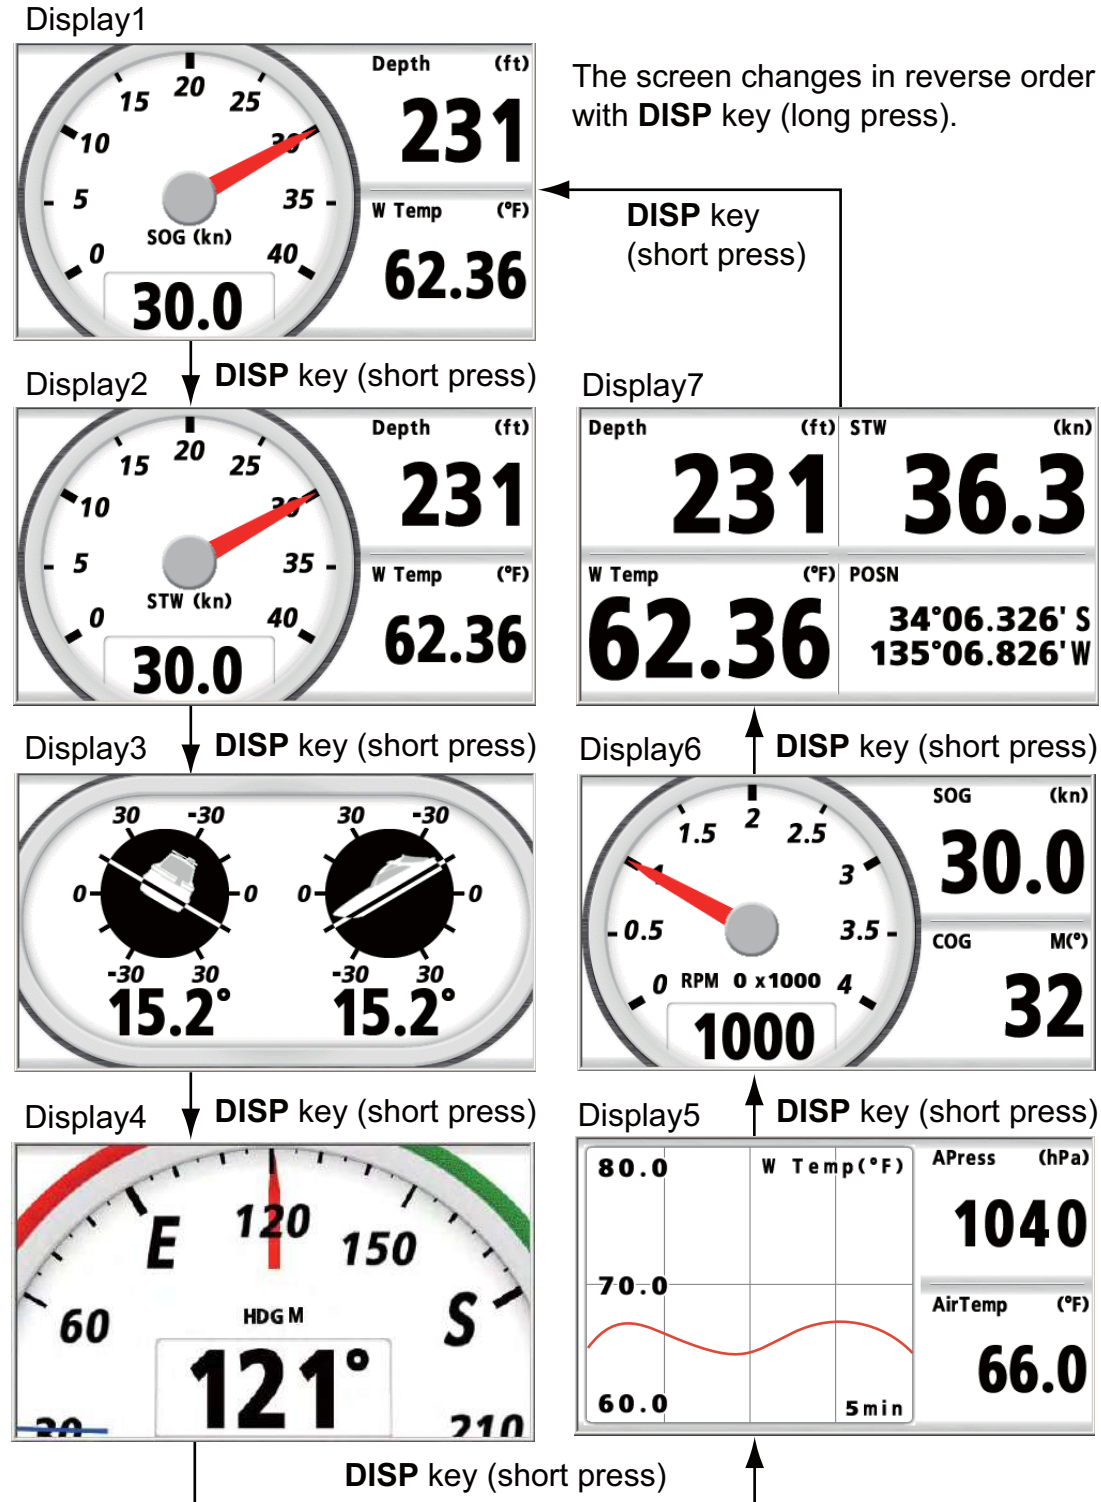 Display1
20
15
25
10
30
5
35
0
40
SOG (kn)
30.0
Depth (ft)
231
W Temp (°F)
62.36
The screen changes in reverse order
with DISP key (long press).
DISP key
(short press)
DISP key (short press)
Display2
20
15
25
10
30
5
35
0
40
STW (kn)
30.0
Depth (ft)
231
W Temp (°F)
62.36
Display7
Depth (ft)
231
STW (kn)
36.3
W Temp (°F)
62.36
POSN
34°06.326' S
135°06.826' W
DISP key (short press)
Display3
30 -30
0 0
-30 30
15.2°
30 -30
0 0
-30 30
15.2°
DISP key (short press)
Display6
2
1.5
2.5
1
3
0.5
3.5
0
4
RPM 0 x1000
1000
SOG (kn)
30.0
COG M(°)
32
DISP key (short press)
Display4
E
120
150
60
S
30
210
HDG M
121°
DISP key (short press)
Display5
80.0
W Temp(°F)
70.0
60.0
5min
APress (hPa)
1040
AirTemp (°F)
66.0
DISP key (short press)